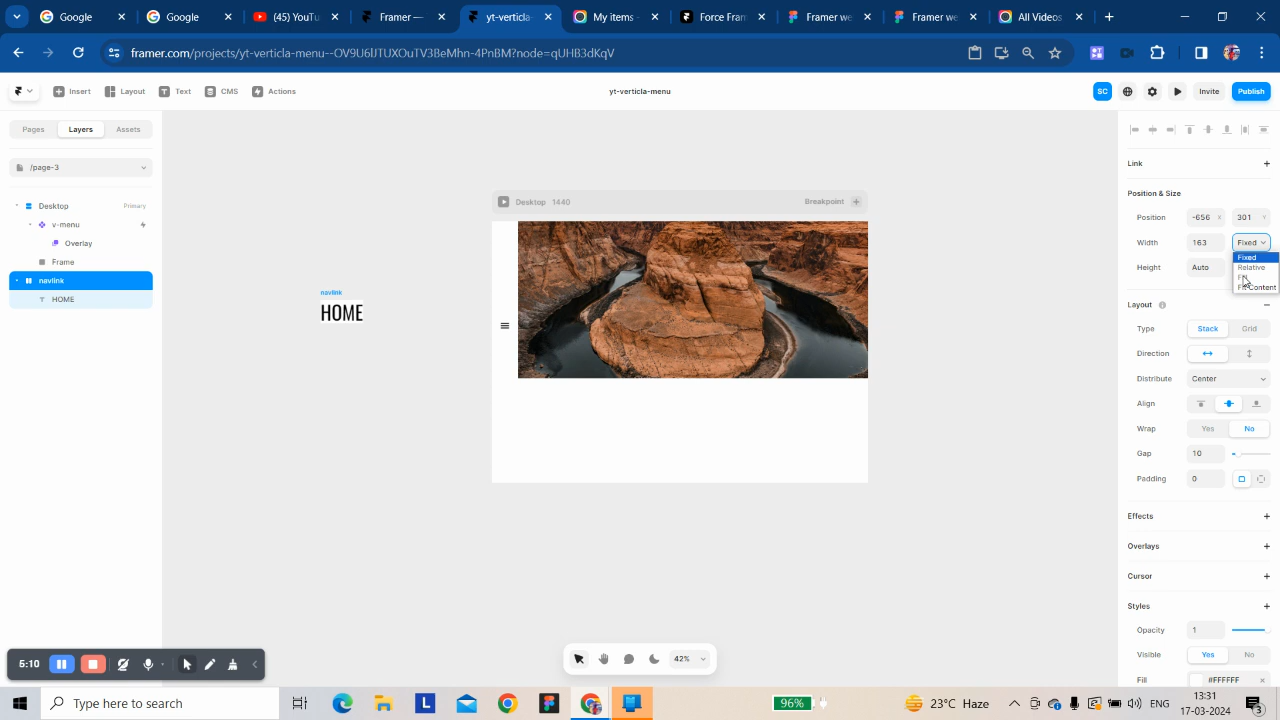 Google
Google
(45) YouTu
Framer —
yt-verticla-
My items -
Force Fram
Framer we
Framer we
All Videos
framer.com/projects/yt-verticla-menu--OV9U6fJTUXOuTV3BeMhn-4PnBM?node=qUHB3dKqV
Insert
Layout
Text
CMS
Actions
yt-verticla-menu
SC
Invite
Publish
Pages
Layers
Assets
/page-3
Desktop
Primary
v-menu
Overlay
Frame
navlink
HOME
Desktop 1440
Breakpoint
navlink
HOME
Link
Position & Size
Position -656 X 301 Y
Width 163 Fixed
Fixed
Relative
Height Auto
Fit Content
Layout
Type Stack Grid
Direction
Distribute Center
Align
Wrap Yes No
Gap 10
Padding 0
Effects
Overlays
Cursor
Styles
Opacity 1
Visible Yes No
#FFFFFF
42%
5:10
Type here to search
96%
23°C Haze
ENG
13:31
17-03-2024
3